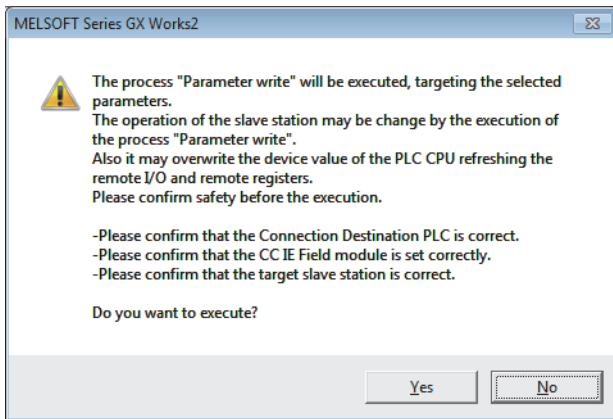 MELSOFT Series GX Works2
The process "Parameter write" will be executed, targeting the selected
parameters.
The operation of the slave station may be change by the execution of
the process "Parameter write".
Also it may overwrite the device value of the PLC CPU refreshing the
remote I/O and remote registers.
Please confirm safety before the execution.
-Please confirm that the Connection Destination PLC is correct.
-Please confirm that the CC IE Field module is set correctly.
-Please confirm that the target slave station is correct.
Do you want to execute?
Yes
No